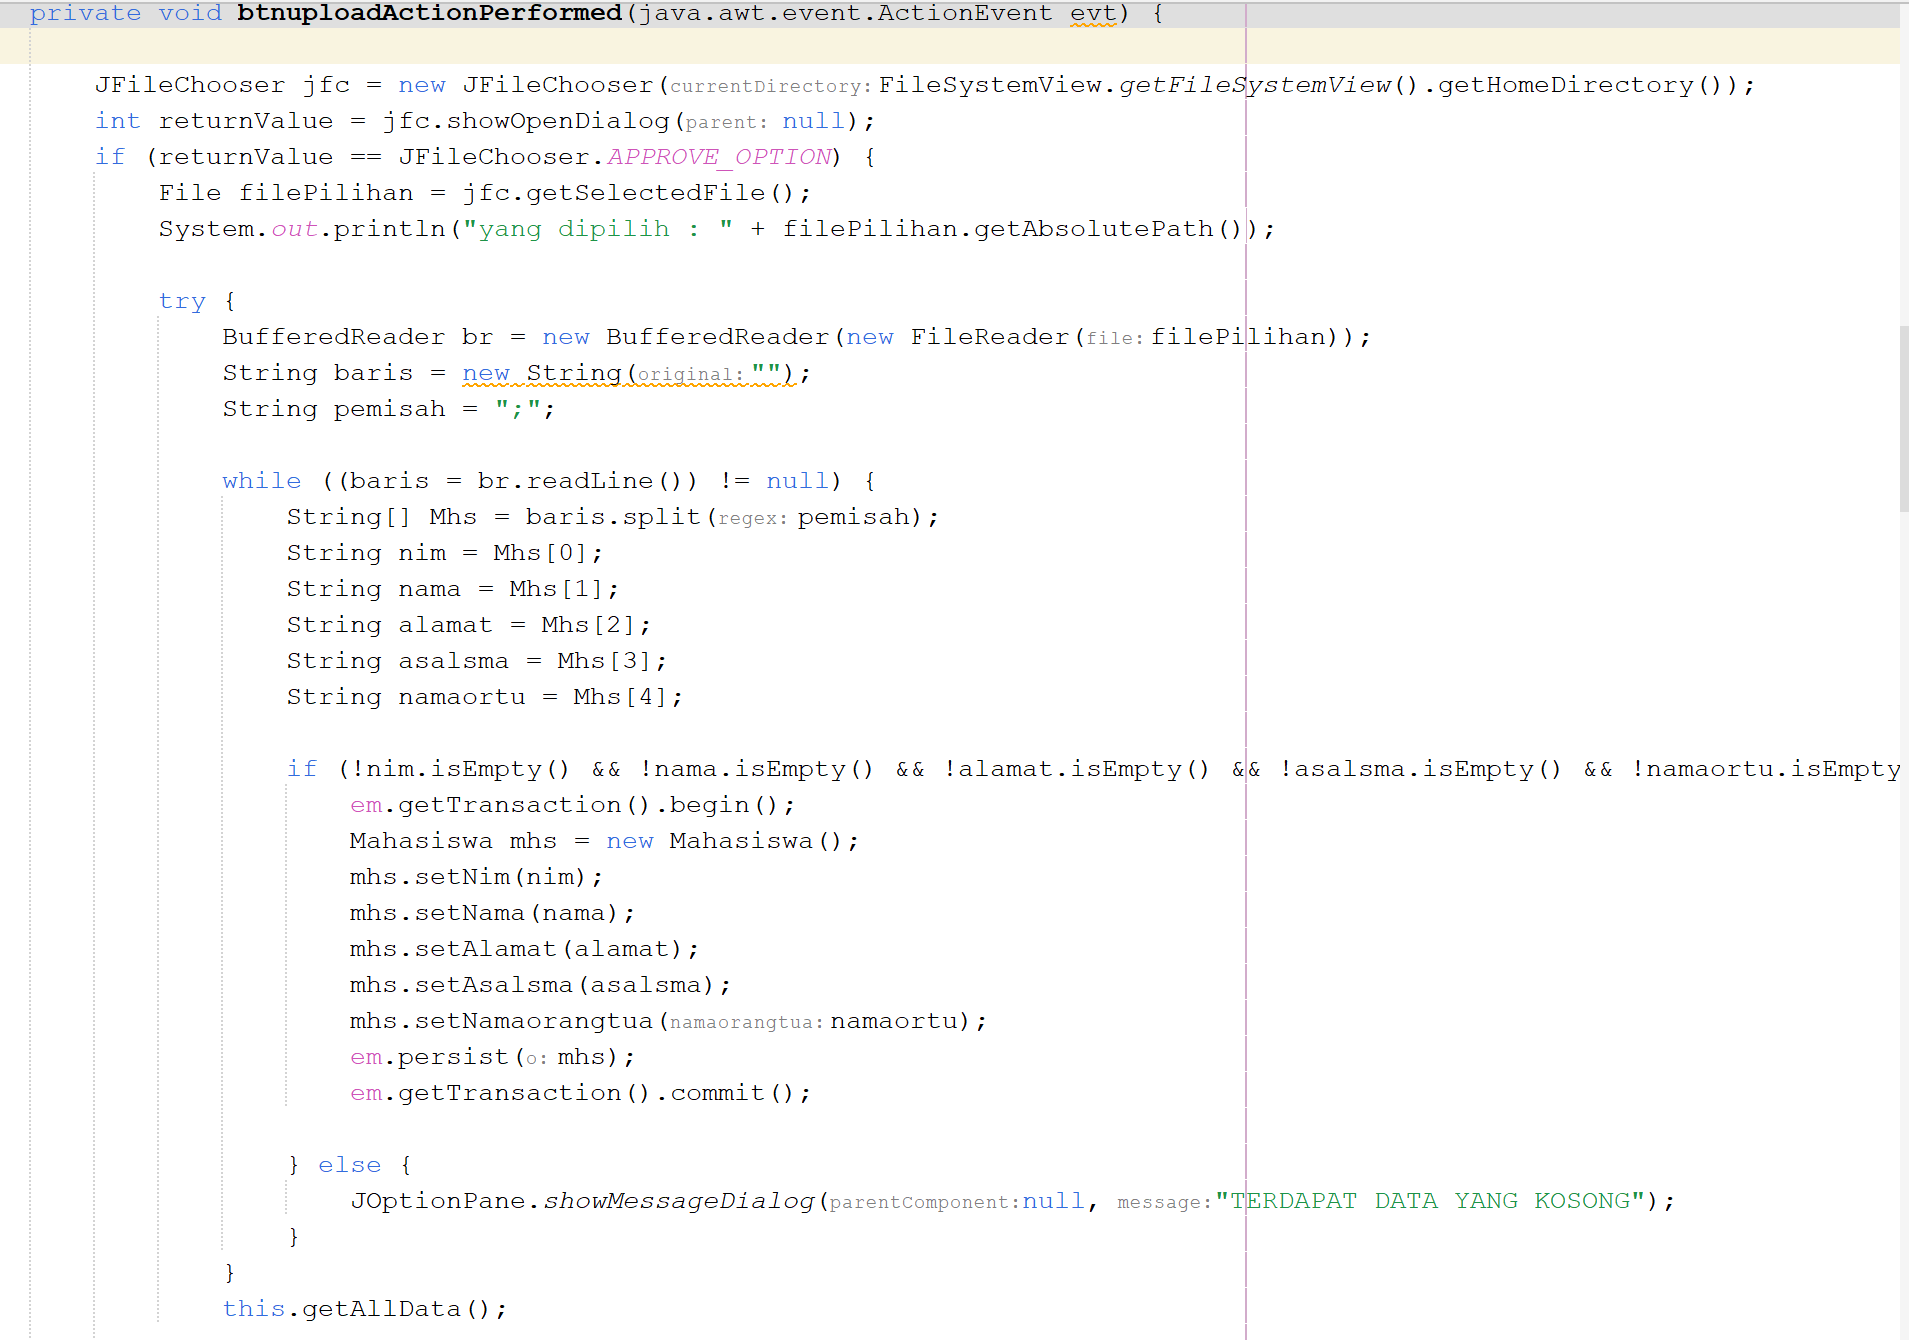 private void btnuploadActionPerformed(java.awt.event.ActionEvent evt) {
JFileChooser jfc = new JFileChooser(currentDirectory: FileSystemView.getFileSystemView().getHomeDirectory());
int returnValue = jfc.showOpenDialog(parent: null);
if (returnValue == JFileChooser.APPROVE_OPTION) {
File filePilihan = jfc.getSelectedFile();
System.out.println("yang dipilih : " + filePilihan.getAbsolutePath());
try {
BufferedReader br = new BufferedReader(new FileReader(file: filePilihan));
String baris = new String(original: "");
String pemisah = ";";
while ((baris = br.readLine()) != null) {
String[] Mhs = baris.split(regex: pemisah);
String nim = Mhs[0];
String nama = Mhs[1];
String alamat = Mhs[2];
String asalsma = Mhs[3];
String namaortu = Mhs[4];
if (!nim.isEmpty() && !nama.isEmpty() && !alamat.isEmpty() && !asalsma.isEmpty() && !namaortu.isEmpty
em.getTransaction().begin();
Mahasiswa mhs = new Mahasiswa();
mhs.setNim(nim);
mhs.setNama(nama);
mhs.setAlamat(alamat);
mhs.setAsalsma(asalsma);
mhs.setNamaorangtua(namaorangtua: namaortu);
em.persist(o: mhs);
em.getTransaction().commit();
} else {
JOptionPane.showMessageDialog(parentComponent:null, message:"TERDAPAT DATA YANG KOSONG");
}
}
this.getAllData();